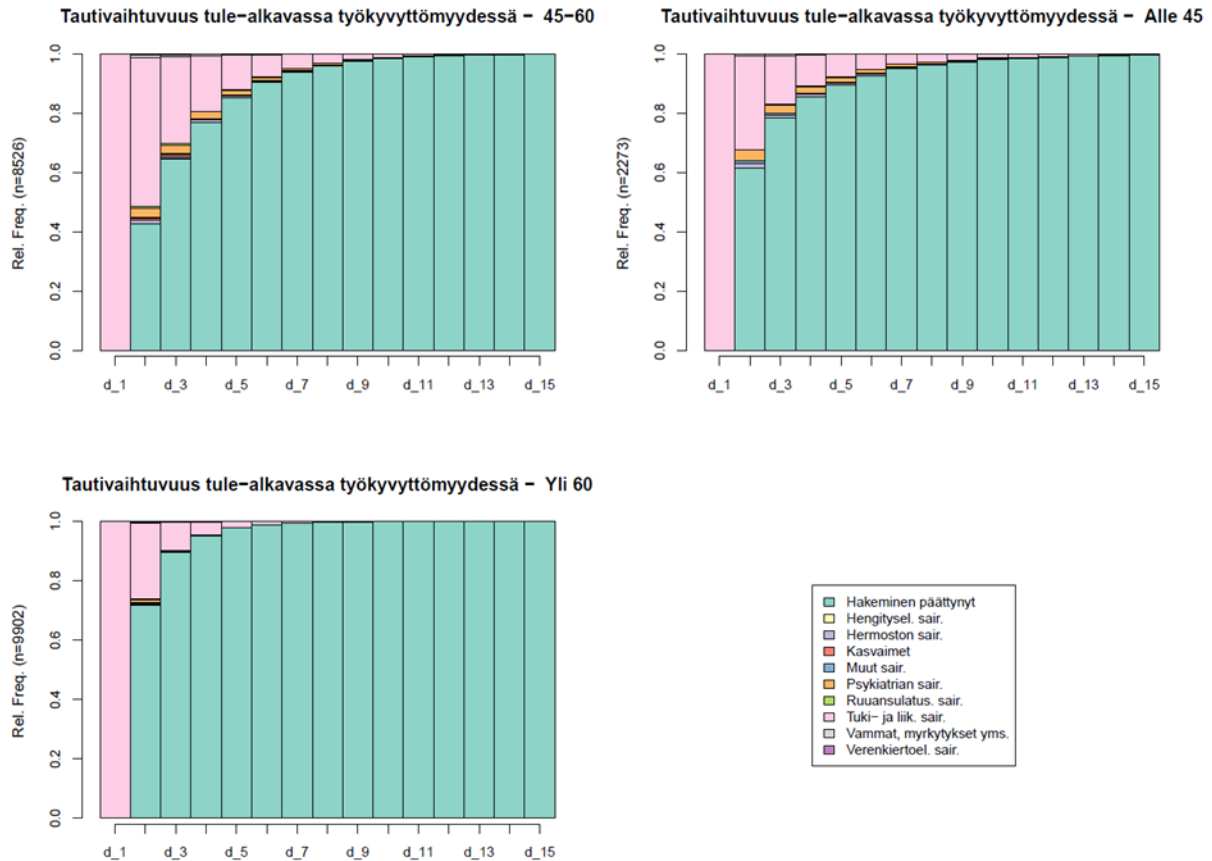 Tautivaihtuvuus tule−alkavassa työkyvyttömyydessä − 45−60
Rel. Freq. (n=8526)
1.0
0.8
0.6
0.4
0.2
0.0
d_1 d_3 d_5 d_7 d_9 d_11 d_13 d_15
Tautivaihtuvuus tule−alkavassa työkyvyttömyydessä − Alle 45
Rel. Freq. (n=2273)
1.0
0.8
0.6
0.4
0.2
0.0
d_1 d_3 d_5 d_7 d_9 d_11 d_13 d_15
Tautivaihtuvuus tule−alkavassa työkyvyttömyydessä − Yli 60
Rel. Freq. (n=9902)
1.0
0.8
0.6
0.4
0.2
0.0
d_1 d_3 d_5 d_7 d_9 d_11 d_13 d_15
Hakeminen päättynyt
Hengitysel. sair.
Hermoston sair.
Kasvaimet
Muut sair.
Psykiatrian sair.
Ruuansulatus. sair.
Tuki− ja liik. sair.
Vammat, myrkytykset yms.
Verenkiertoel. sair.